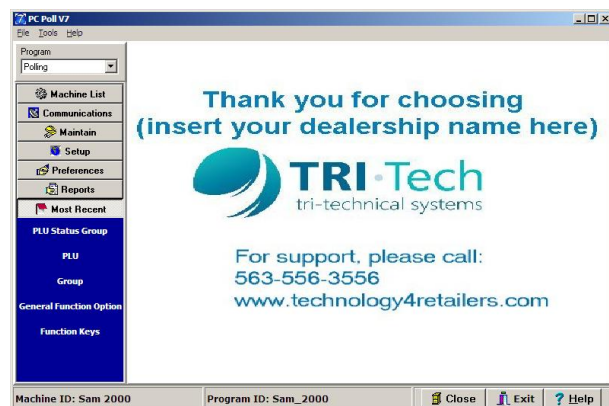 PC Poll V7
File Tools Help
Program
Polling
Machine List
Communications
Maintain
Setup
Preferences
Reports
Most Recent
PLU Status Group
PLU
Group
General Function Option
Function Keys
Thank you for choosing
(insert your dealership name here)
TRI·Tech
tri-technical systems
For support, please call:
563-556-3556
www.technology4retailers.com
Machine ID: Sam 2000 Program ID: Sam_2000 Close Exit ? Help